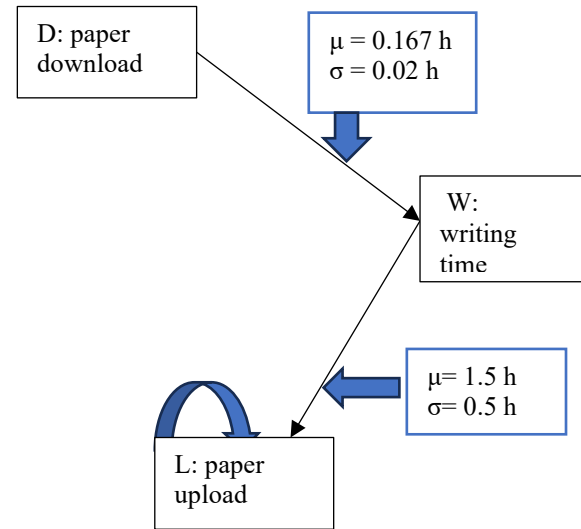 D: paper
download
μ = 0.167 h
σ = 0.02 h
W:
writing
time
μ= 1.5 h
σ= 0.5 h
L: paper
upload